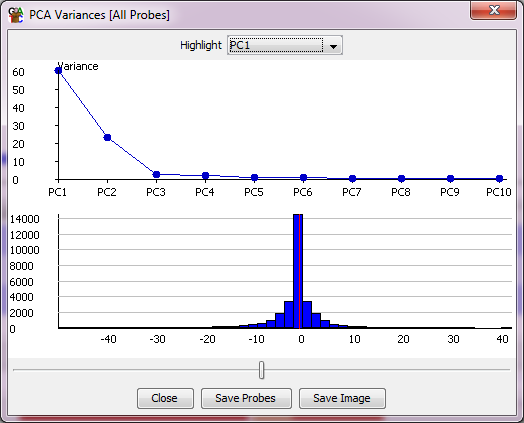 PCA Variances [All Probes]
Highlight PC1
Variance
60
50
40
30
20
10
0
PC1 PC2 PC3 PC4 PC5 PC6 PC7 PC8 PC9 PC10
14000
12000
10000
8000
6000
4000
2000
0
-40 -30 -20 -10 0 10 20 30 40
Close Save Probes Save Image